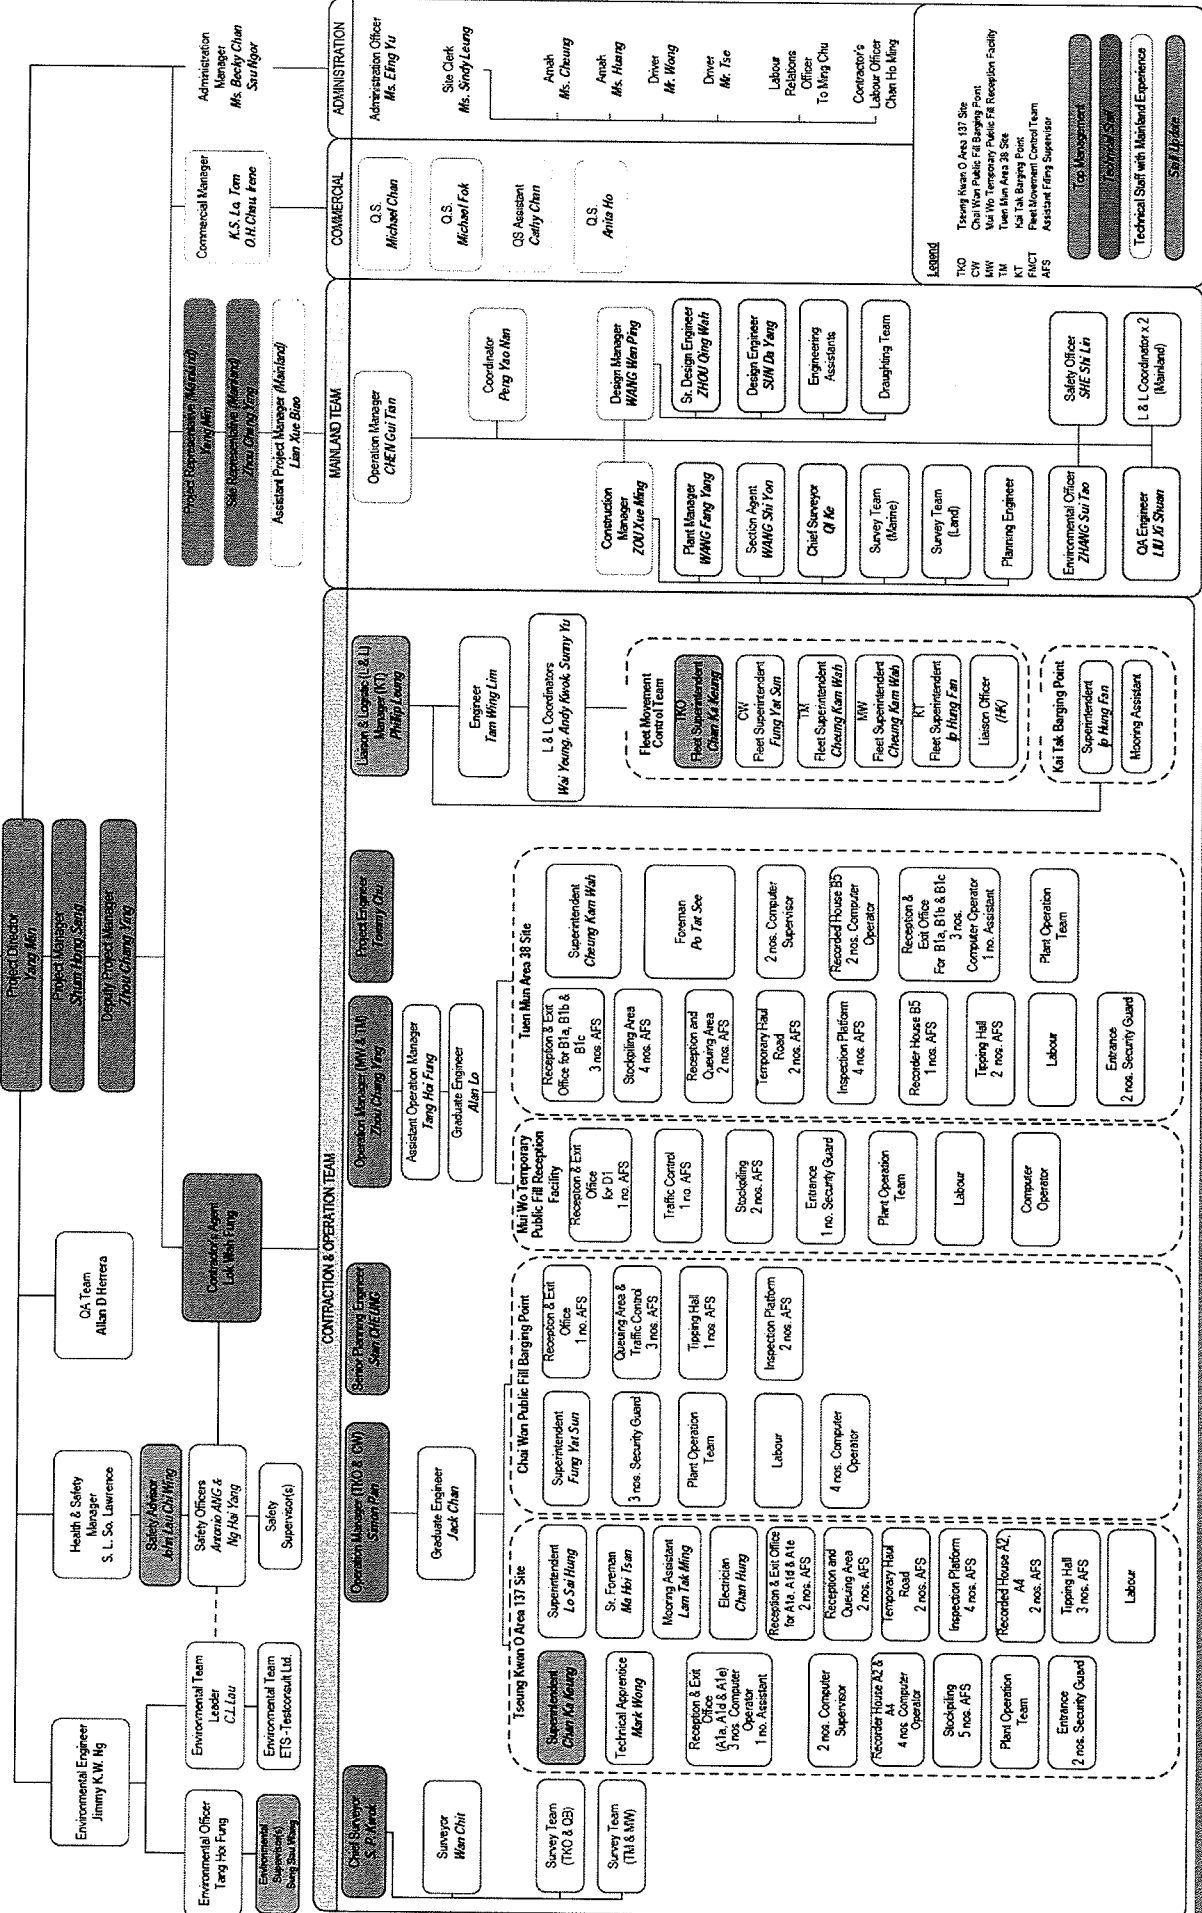 Project Director
Yang Min
Project Manager
Shum Hong Sang
Deputy Project Manager
Zhou Chang Ying
Environmental Engineer
Jimmy K.W. Ng
Environmental Officer
Tang Hoi Fung
Environmental
Supervisor(s)
Environmental Team
Leader
C.L. Lau
Environmental Team
ETS-Testconsult Ltd.
Health & Safety
Manager
S. L. So. Lawrence
Safety Advisor
John Lau Chi Wing
Safety Officers
Antonio ANG &
Ng Hai Yang
Safety
Supervisor(s)
QA Team
Allan D Herrera
Contractor's Agent
Lok Wah Fung
Project Representative (Mainland)
Yang Min
Site Representative (Mainland)
Zhou Chang Ying
Assistant Project Manager (Mainland)
Lian Xue Biao
Commercial Manager
K.S. Lo, Tom
O.H.Cheu, Irene
Administration
Manager
Ms. Becky Chan
Sau Ngor
CONTRACTION & OPERATION TEAM
Chief Surveyor
S. P. Kwok
Surveyor
Wan Chit
Survey Team
(TKO & QB)
Survey Team
(TM & MW)
Operation Manager (TKO & CW)
Simon Pan
Graduate Engineer
Jack Chan
Senior Planning Engineer
Sam CHEUNG
Tseung Kwan O Area 137 Site
Superintendent
Chan Ka Keung
Technical Apprentice
Mark Wong
Reception & Exit
Office
(A1a, A1d & A1e)
3 nos. Computer
Operator
1 no. Assistant
2 nos. Computer
Supervisor
Recorder House A2 &
A4
4 nos. Computer
Operator
Stockpiling
5 nos. AFS
Plant Operation
Team
Entrance
2 nos. Security Guard
Superintendent
Lo Sai Hung
Sr. Foreman
Ma Hoi Tsan
Mooring Assistant
Lam Tak Ming
Electrician
Chan Hung
Reception & Exit Office
for A1a, A1d & A1e
2 nos. AFS
Reception and
Queuing Area
2 nos. AFS
Temporary Haul
Road
2 nos. AFS
Inspection Platform
4 nos. AFS
Recorded House A2,
A4
2 nos. AFS
Tipping Hall
3 nos. AFS
Labour
Chai Won Public Fill Barging Point
Superintendent
Fung Yat Sun
3 nos. Security Guard
Plant Operation
Team
Labour
4 nos. Computer
Operator
Reception & Exit
Office
1 no. AFS
Queuing Area &
Traffic Control
3 nos. AFS
Tipping Hall
1 nos. AFS
Inspection Platform
2 nos. AFS
Operation Manager (MW & TM)
Zhou Chang Ying
Assistant Operation Manager
Tang Hoi Fung
Graduate Engineer
Alan Lo
Project Engineer
Tommy Chu
Mui Wo Temporary
Public Fill Reception
Facility
Reception & Exit
Office
for D1
1 no. AFS
Traffic Control
1 no. AFS
Stockpiling
2 nos. AFS
Entrance
1 no. Security Guard
Plant Operation
Team
Labour
Computer
Operator
Tuen Mun Area 38 Site
Reception & Exit
Office for B1a, B1b &
B1c
3 nos. AFS
Stockpiling Area
4 nos. AFS
Reception and
Queuing Area
2 nos. AFS
Temporary Haul
Road
2 nos. AFS
Inspection Platform
4 nos. AFS
Recorder House B5
1 nos. AFS
Tipping Hall
2 nos. AFS
Labour
Entrance
2 nos. Security Guard
Superintendent
Cheung Kam Wah
Foreman
Po Tat See
2 nos. Computer
Supervisor
Recorded House B5
2 nos. Computer
Operator
Reception &
Exit Office
For B1a, B1b & B1c
3 nos.
Computer Operator
1 no. Assistant
Plant Operation
Team
Liaison & Logistic (L & L)
Manager (KT)
Phillip Leung
Engineer
Tam Wing Lim
L & L Coordinators
Wai Yeung. Andy Kwok, Sunny Yu
Fleet Movement
Control Team
TKO
Fleet Superintendent
Chan Ka Keung
CW
Fleet Superintendent
Fung Yat Sun
TM
Fleet Superintendent
Cheung Kam Wah
MW
Fleet Superintendent
Cheung Kam Wah
KT
Fleet Superintendent
Ip Hung Fan
Liaison Officer
(HK)
Kai Tak Barging Point
Superintendent
Ip Hung Fan
Mooring Assistant
MAINLAND TEAM
Operation Manager
CHEN Gui Tian
Coordinator
Peng Yao Nan
Construction
Manager
ZOU Xue Ming
Plant Manager
WANG Fang Yang
Section Agent
WANG Shi Yon
Chief Surveyor
QI Ke
Survey Team
(Marine)
Survey Team
(Land)
Planning Engineer
Environmental Officer
ZHANG Sui Tao
QA Engineer
LIU Xi Shuan
Design Manager
WANG Wen Ping
Sr. Design Engineer
ZHOU Qing Wah
Design Engineer
SUN Da Yang
Engineering
Assistants
Draughting Team
Safety Officer
SHE Shi Lin
L & L Coordinator x 2
(Mainland)
COMMERCIAL
Q.S.
Michael Chan
Q.S.
Michael Fok
QS Assistant
Cathy Chan
Q.S.
Anita Ho
ADMINISTRATION
Administration Officer
Ms. Eling Yu
Site Clerk
Ms. Sindy Leung
Amah
Ms. Cheung
Amah
Ms. Hung
Driver
Mr. Wong
Driver
Mr. Tse
Labour
Relations
Officer
To Ming Chu
Contractor's
Labour Officer
Chan Ho Ming
Legend
TKO Tseung Kwan O Area 137 Site
CW Chai Wan Public Fill Barging Point
MW Mui Wo Temporary Public Fill Reception Facility
TM Tuen Mun Area 38 Site
KT Kai Tak Barging Point
FMCT Fleet Movement Control Team
AFS Assistant Filling Supervisor
Top Management
Technical Staff
Technical Staff with Mainland Experience
Staff Update